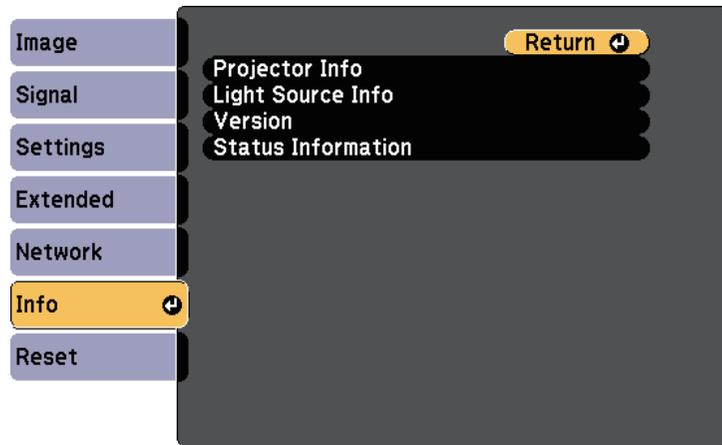 Image
Signal
Settings
Extended
Network
Info
Reset
Return
Projector Info
Light Source Info
Version
Status Information